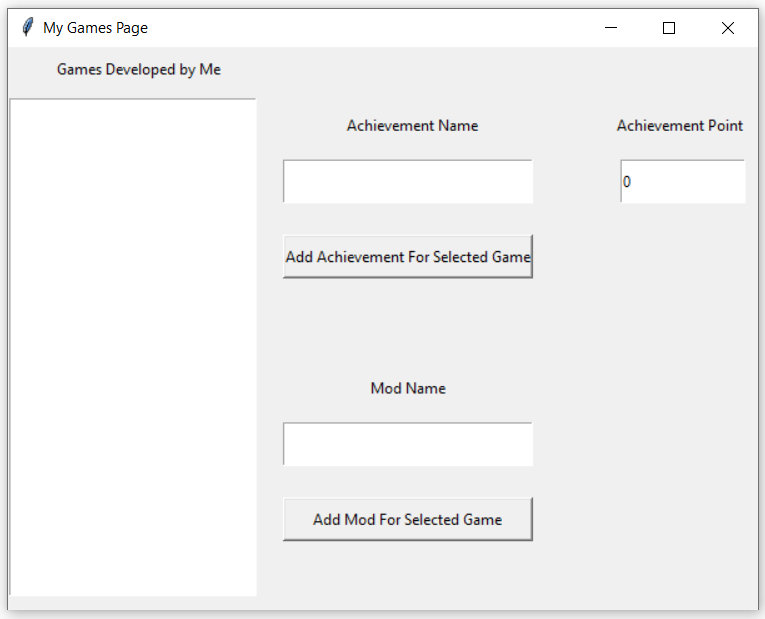 My Games Page
Games Developed by Me
Achievement Name
Achievement Point
0
Add Achievement For Selected Game
Mod Name
Add Mod For Selected Game